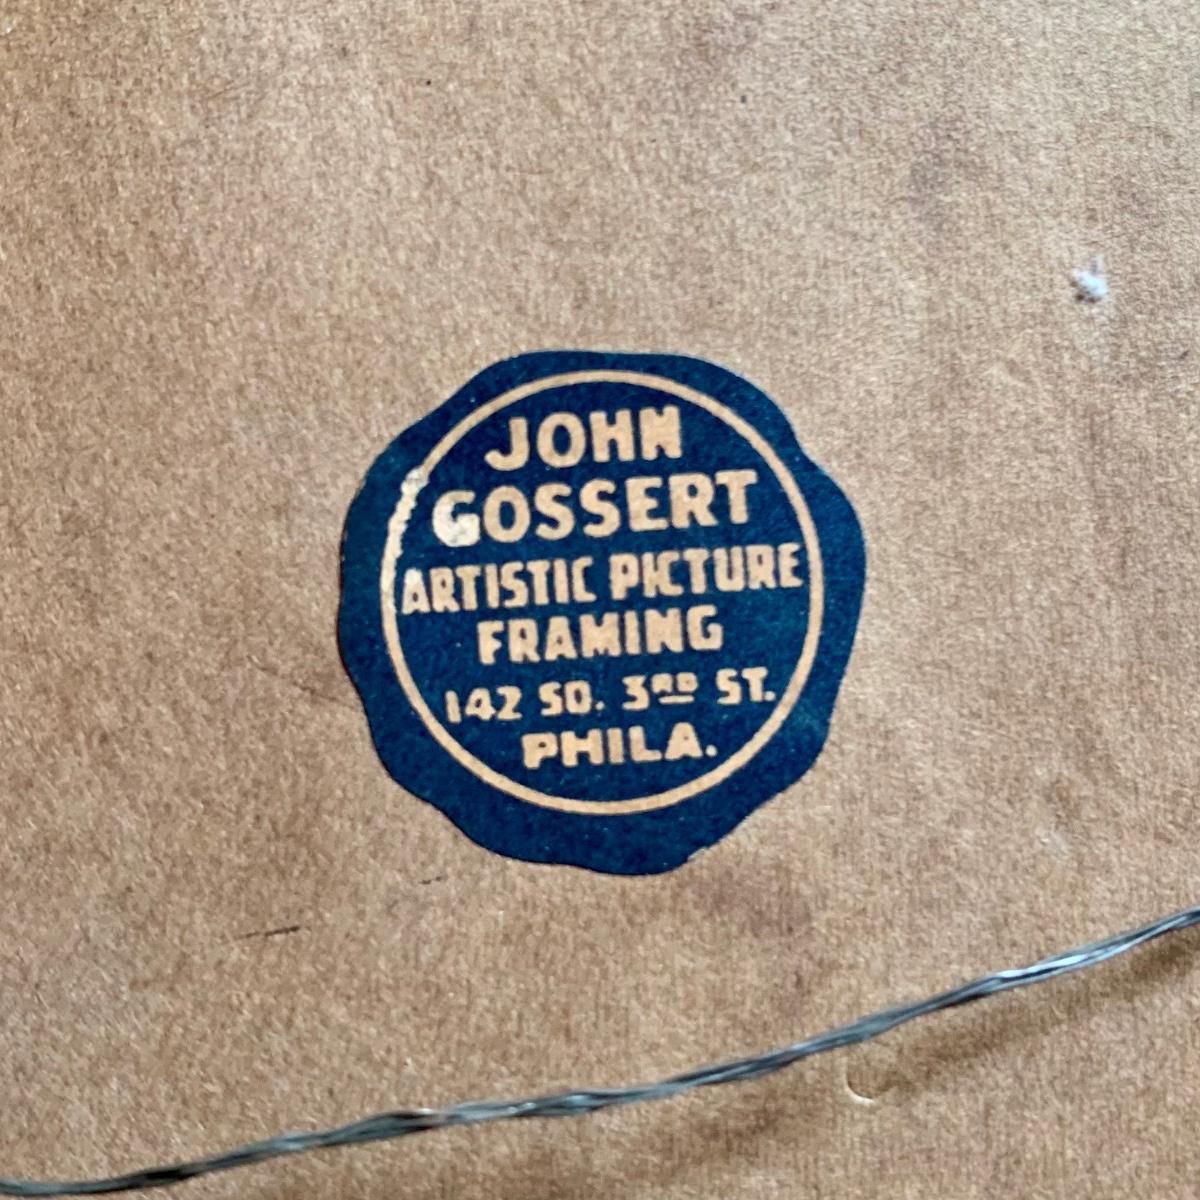 JOHN
GOSSERT
ARTISTIC PICTURE
FRAMING
142 SO. 3RD ST.
PHILA.